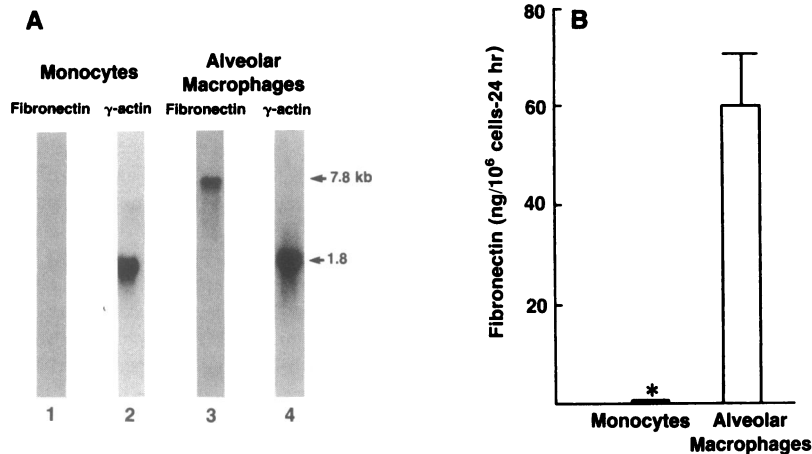 A
Monocytes
Alveolar
Macrophages
Fibronectin γ-actin Fibronectin γ-actin
7.8 kb
1.8
1 2 3 4
B
Fibronectin (ng/10⁶ cells-24 hr)
80
60
40
20
*
Monocytes Alveolar
Macrophages